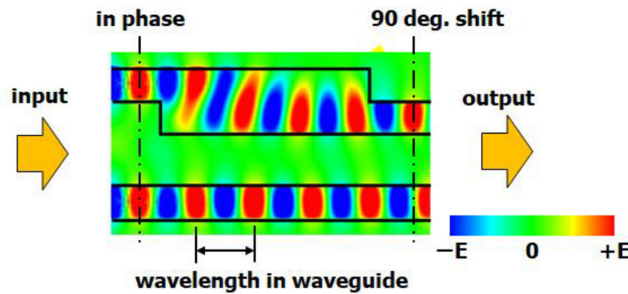 in phase
90 deg. shift
input
output
−E 0 +E
wavelength in waveguide